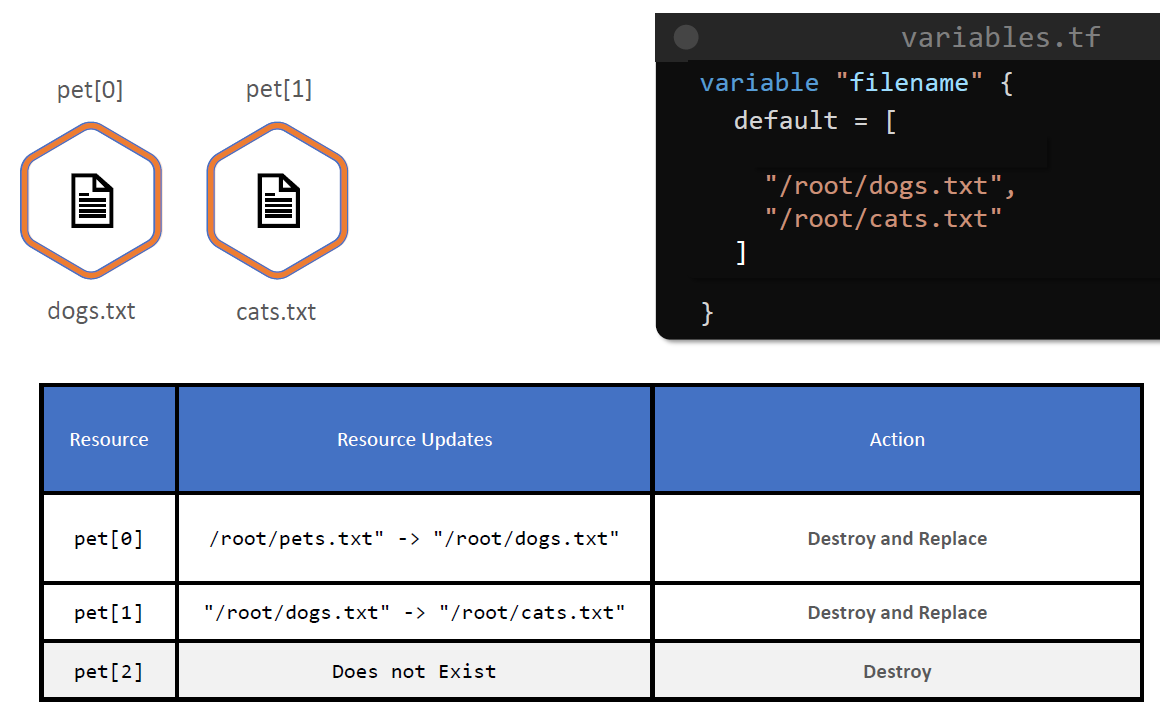 pet[0]
pet[1]
dogs.txt
cats.txt
variables.tf
variable "filename" {
default = [
"/root/dogs.txt",
"/root/cats.txt"
]
}
Resource
Resource Updates
Action
pet[0]
/root/pets.txt" -> "/root/dogs.txt"
Destroy and Replace
pet[1]
"/root/dogs.txt" -> "/root/cats.txt"
Destroy and Replace
pet[2]
Does not Exist
Destroy